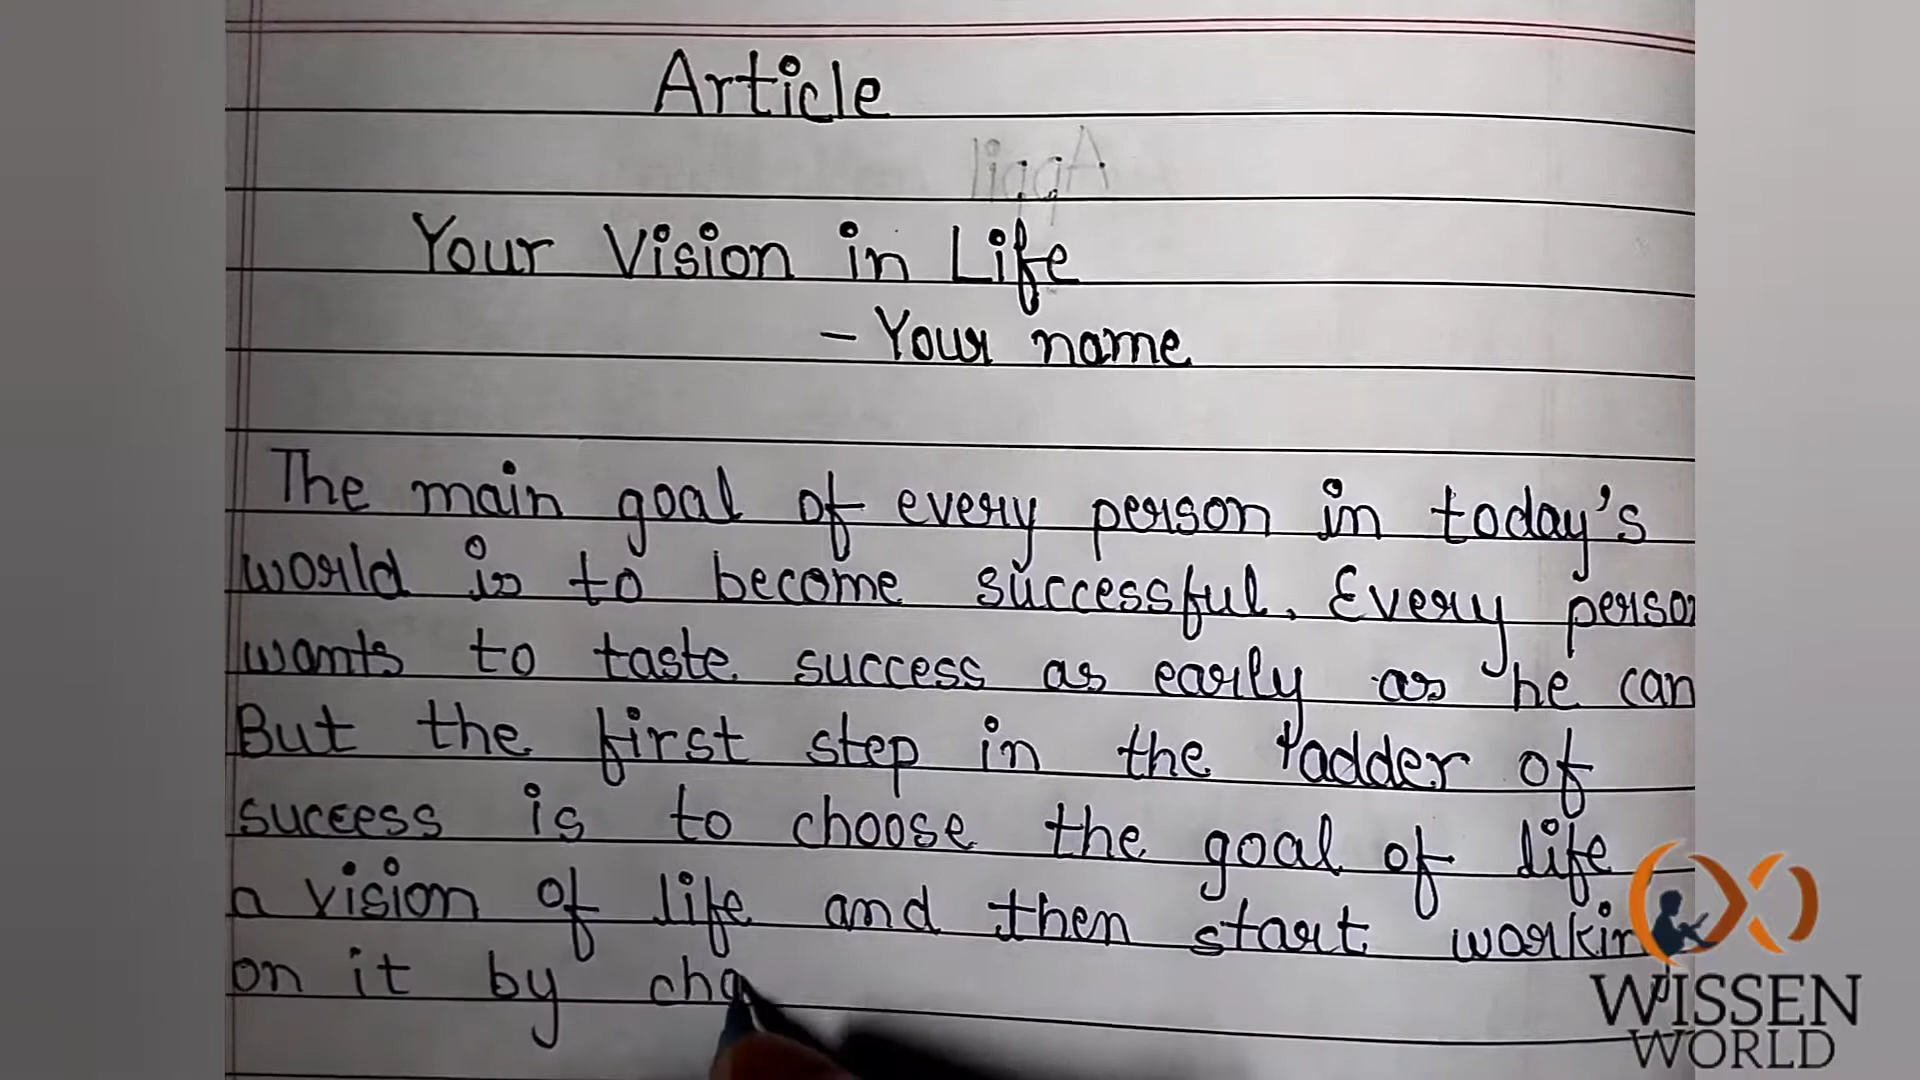 Article
Your Vision in Life
- Your name
The main goal of every person in today's
world is to become successful. Every person
wants to taste success as early as he can
But the first step in the ladder of
success is to choose the goal of life
a vision of life and then start workin
on it by cha
WISSEN
WORLD